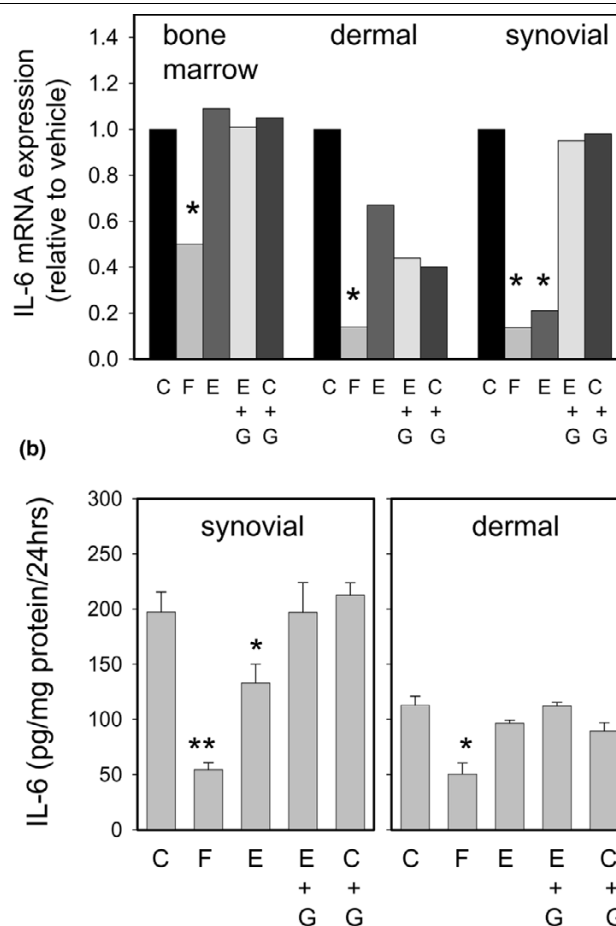 IL-6 mRNA expression
(relative to vehicle)
1.4
1.2
1.0
0.8
0.6
0.4
0.2
0.0
bone
marrow
dermal
synovial
*
*
* *
C F E E C C F E E C C F E E C
+ + + + + +
G G G G G G
(b)
IL-6 (pg/mg protein/24hrs)
300
250
200
150
100
50
0
synovial
dermal
**
*
*
C F E E C C F E E C
+ + + +
G G G G